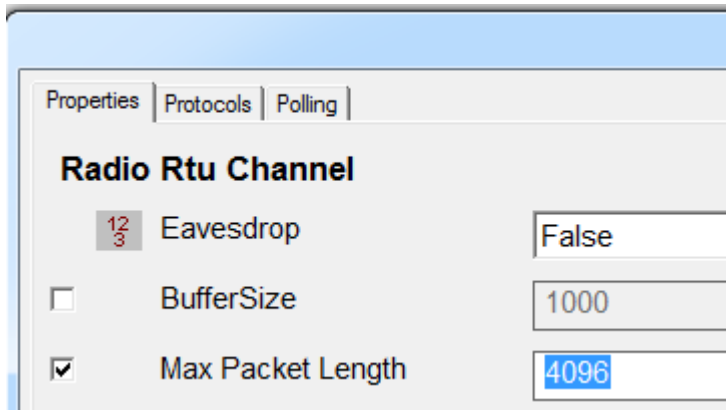 Properties Protocols Polling
Radio Rtu Channel
12
3
Eavesdrop False
BufferSize 1000
Max Packet Length 4096